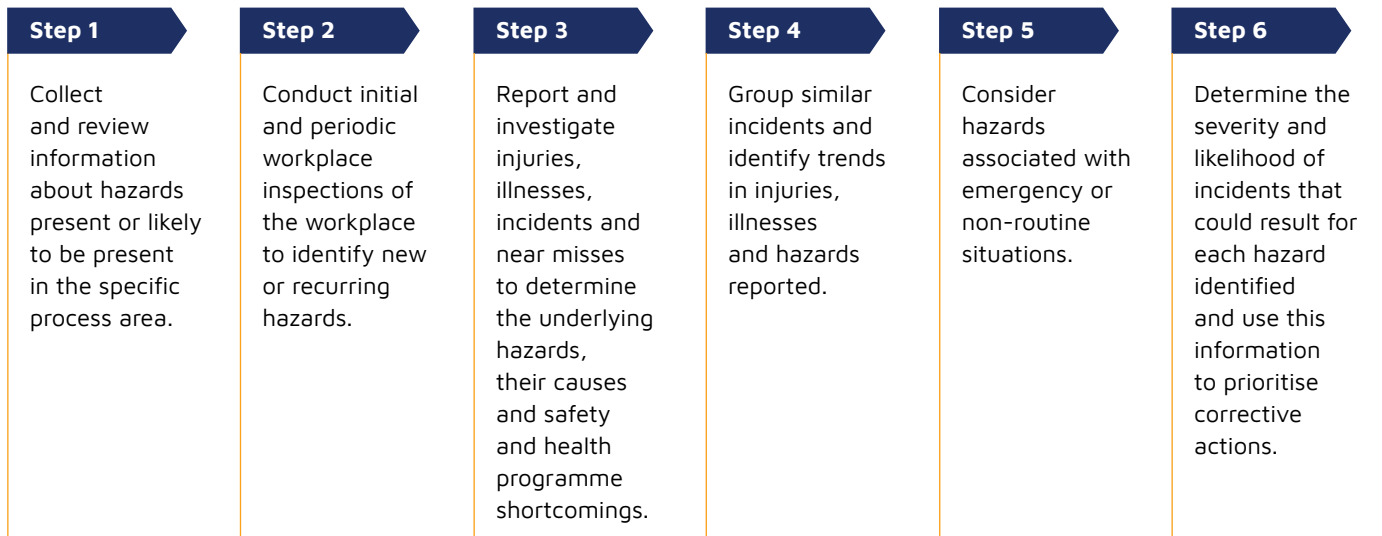 Step 1
Collect
and review
information
about hazards
present or likely
to be present
in the specific
process area.
Step 2
Conduct initial
and periodic
workplace
inspections of
the workplace
to identify new
or recurring
hazards.
Step 3
Report and
investigate
injuries,
illnesses,
incidents and
near misses
to determine
the underlying
hazards,
their causes
and safety
and health
programme
shortcomings.
Step 4
Group similar
incidents and
identify trends
in injuries,
illnesses
and hazards
reported.
Step 5
Consider
hazards
associated with
emergency or
non-routine
situations.
Step 6
Determine the
severity and
likelihood of
incidents that
could result for
each hazard
identified
and use this
information
to prioritise
corrective
actions.